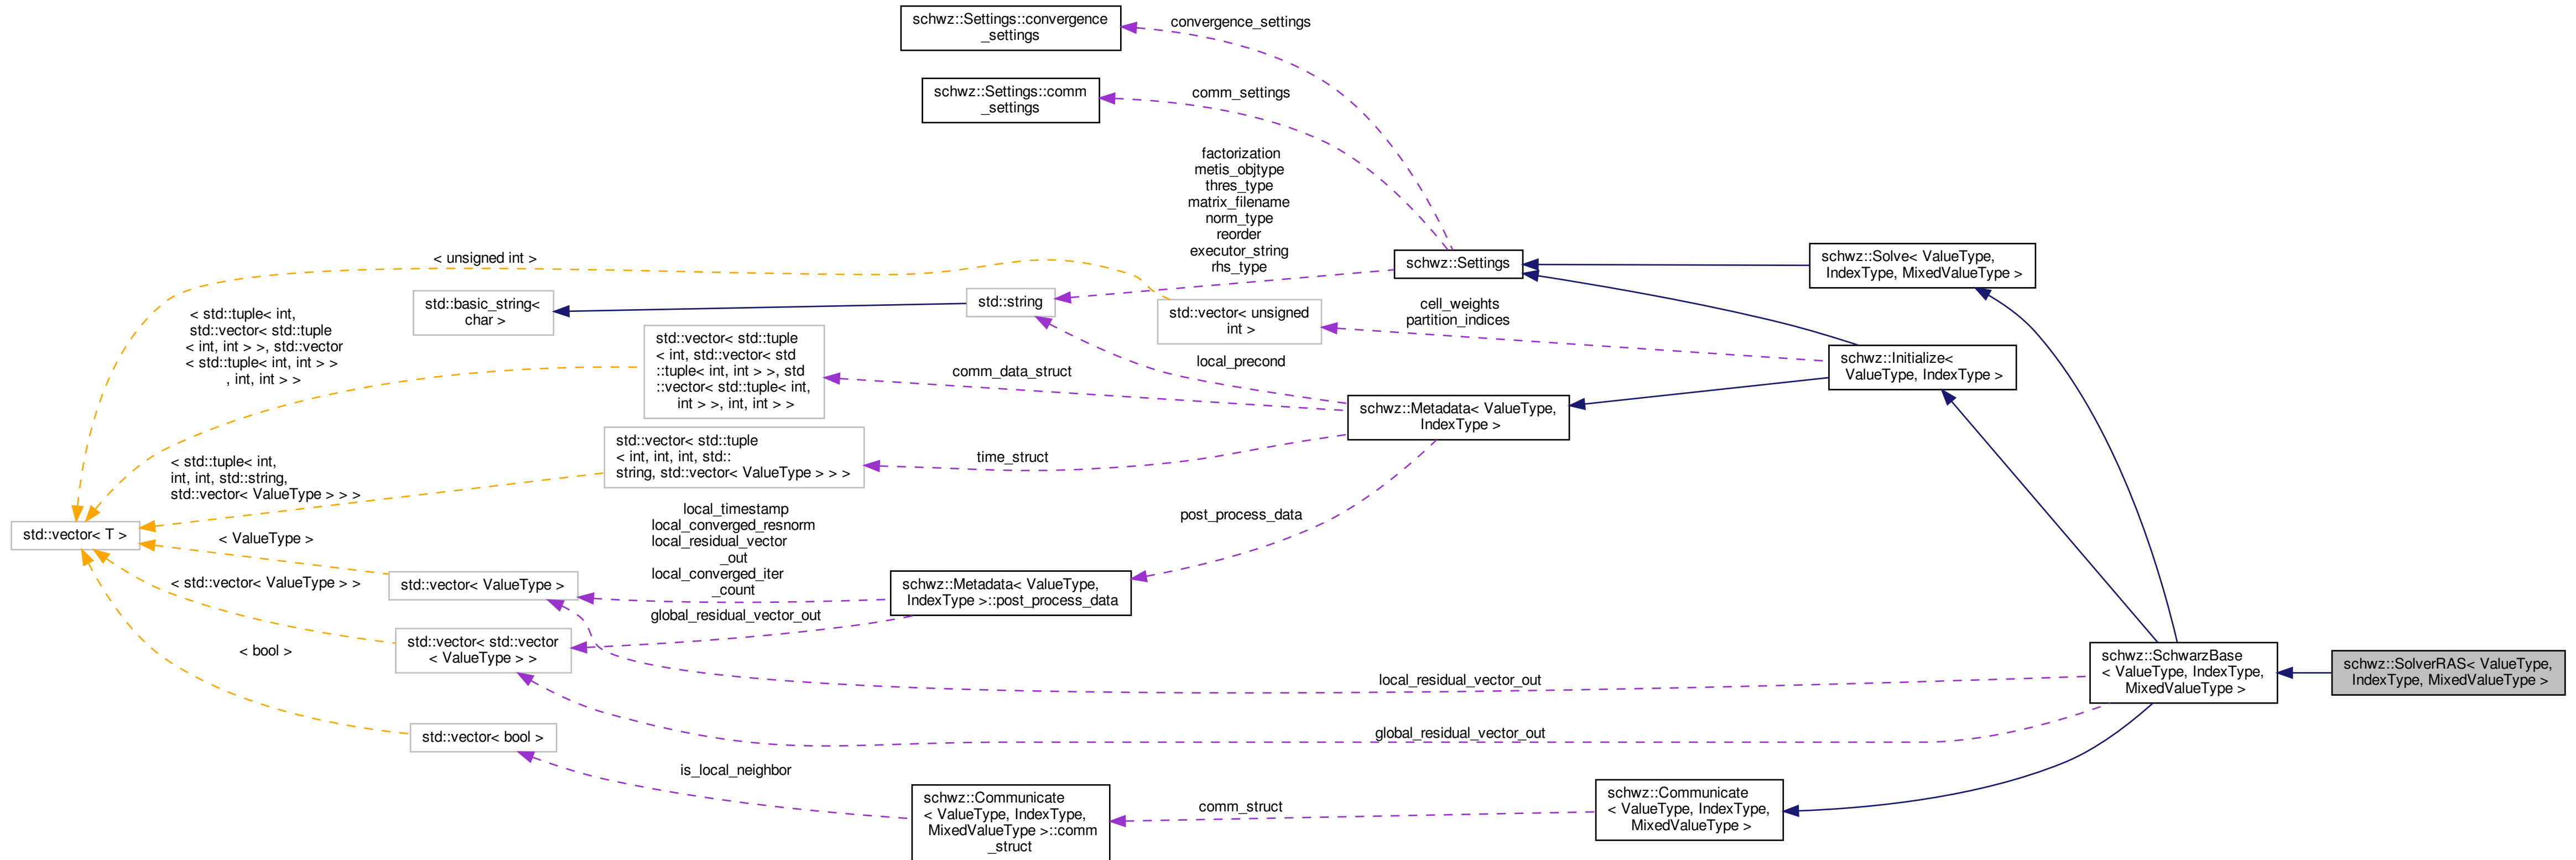 schwz::Settings::convergence
_settings
convergence_settings
schwz::Settings::comm
_settings
comm_settings
factorization
metis_objtype
thres_type
matrix_filename
norm_type
reorder
executor_string
rhs_type
< unsigned int >
schwz::Settings
schwz::Solve< ValueType,
IndexType, MixedValueType >
std::basic_string<
char >
std::string
std::vector< unsigned
int >
cell_weights
partition_indices
< std::tuple< int,
std::vector< std::tuple
< int, int > >, std::vector
< std::tuple< int, int > >
, int, int > >
std::vector< std::tuple
< int, std::vector< std
::tuple< int, int > >, std
::vector< std::tuple< int,
int > >, int, int > >
local_precond
comm_data_struct
schwz::Initialize<
ValueType, IndexType >
schwz::Metadata< ValueType,
IndexType >
< std::tuple< int,
int, int, std::string,
std::vector< ValueType > > >
std::vector< std::tuple
< int, int, int, std::
string, std::vector< ValueType > > >
time_struct
std::vector< T >
< ValueType >
local_timestamp
local_converged_resnorm
local_residual_vector
_out
local_converged_iter
_count
post_process_data
< std::vector< ValueType > >
std::vector< ValueType >
schwz::Metadata< ValueType,
IndexType >::post_process_data
global_residual_vector_out
< bool >
std::vector< std::vector
< ValueType > >
local_residual_vector_out
schwz::SchwarzBase
< ValueType, IndexType,
MixedValueType >
schwz::SolverRAS< ValueType,
IndexType, MixedValueType >
std::vector< bool >
global_residual_vector_out
is_local_neighbor
schwz::Communicate
< ValueType, IndexType,
MixedValueType >::comm
_struct
comm_struct
schwz::Communicate
< ValueType, IndexType,
MixedValueType >